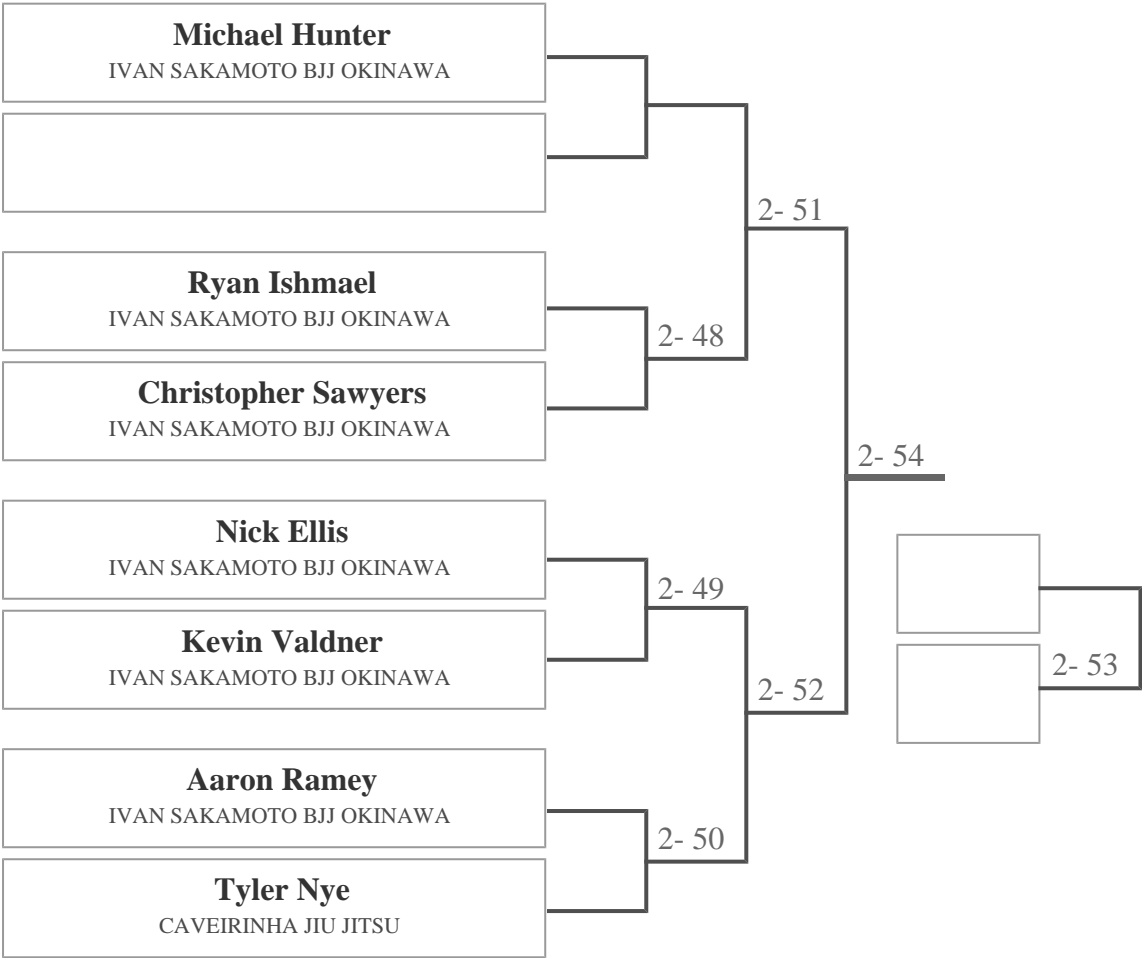 Michael Hunter
IVAN SAKAMOTO BJJ OKINAWA
2- 51
Ryan Ishmael
IVAN SAKAMOTO BJJ OKINAWA
2- 48
Christopher Sawyers
IVAN SAKAMOTO BJJ OKINAWA
2- 54
Nick Ellis
IVAN SAKAMOTO BJJ OKINAWA
2- 49
Kevin Valdner
IVAN SAKAMOTO BJJ OKINAWA
2- 53
2- 52
Aaron Ramey
IVAN SAKAMOTO BJJ OKINAWA
2- 50
Tyler Nye
CAVEIRINHA JIU JITSU